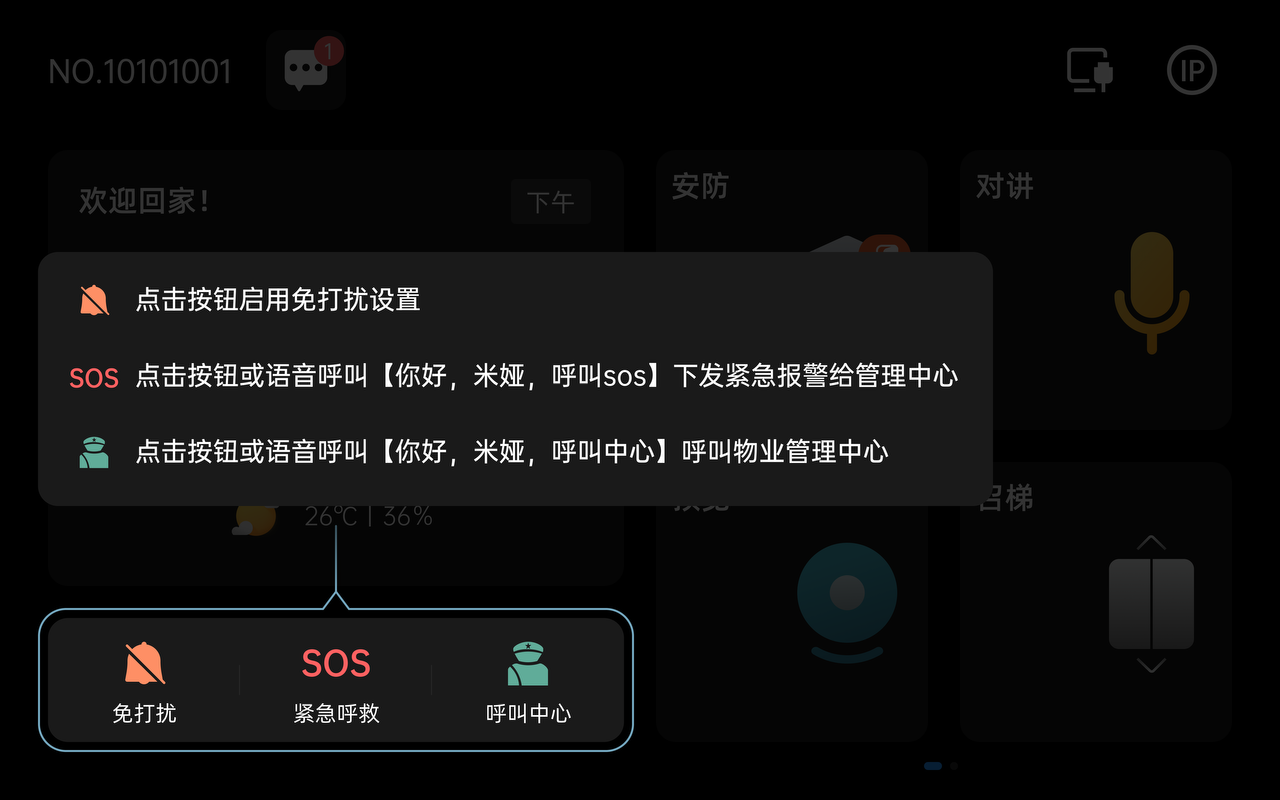 NO.10101001
1
IP
欢迎回家!
下午
安防
对讲
点击按钮启用免打扰设置
SOS 点击按钮或语音呼叫【你好，米娅，呼叫sos】下发紧急报警给管理中心
点击按钮或语音呼叫【你好，米娅，呼叫中心】呼叫物业管理中心
26℃ | 36%
召梯
SOS
免打扰
紧急呼救
呼叫中心